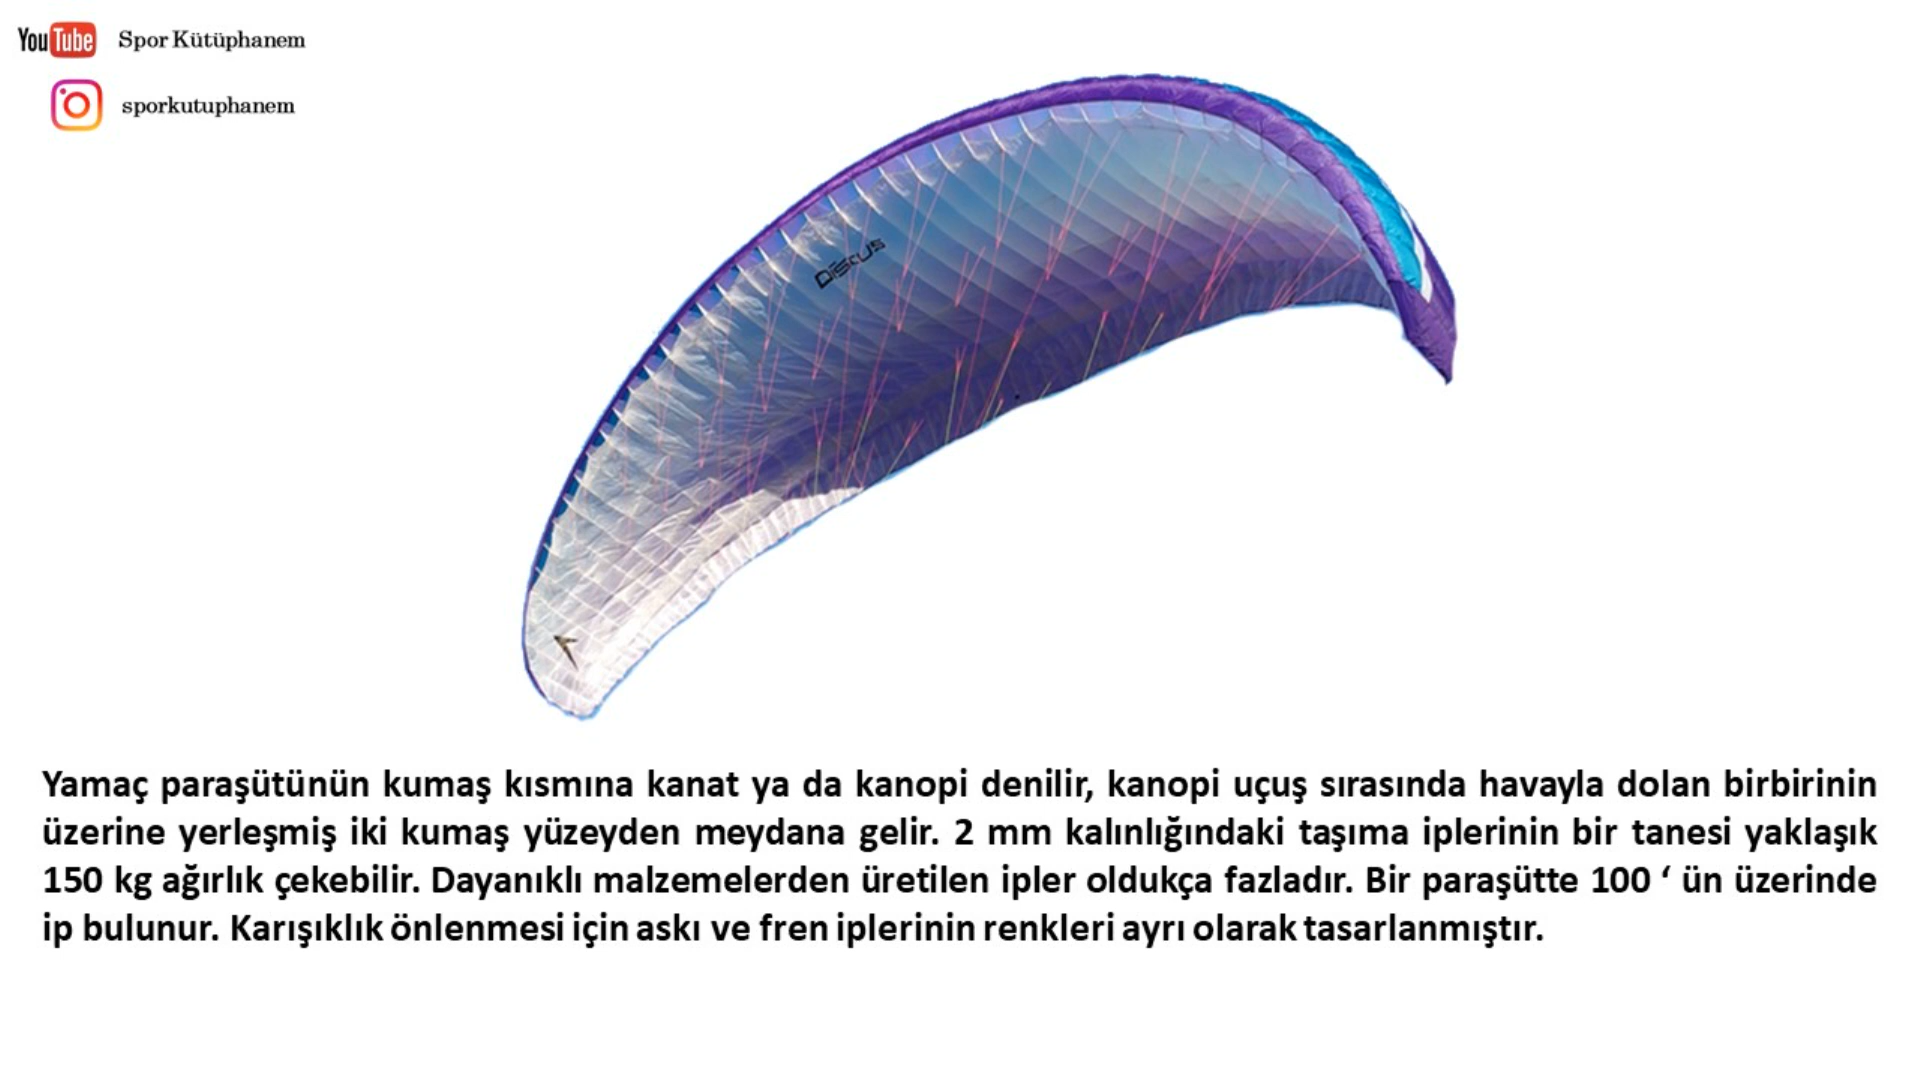 YouTube Spor Kütüphanem
sporkutuphanem
DiscUS
Yamaç paraşütünün kumaş kısmına kanat ya da kanopi denilir, kanopi uçuş sırasında havayla dolan birbirinin
üzerine yerleşmiş iki kumaş yüzeyden meydana gelir. 2 mm kalınlığındaki taşıma iplerinin bir tanesi yaklaşık
150 kg ağırlık çekebilir. Dayanıklı malzemelerden üretilen ipler oldukça fazladır. Bir paraşütte 100 ‘ ün üzerinde
ip bulunur. Karışıklık önlenmesi için askı ve fren iplerinin renkleri ayrı olarak tasarlanmıştır.